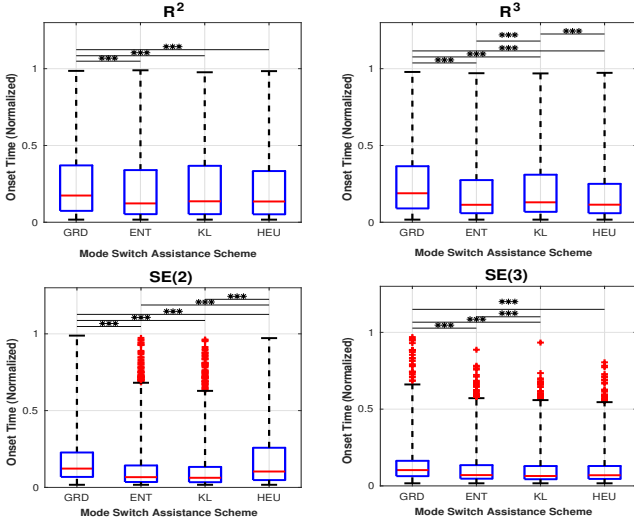 R²
***
***
***
Onset Time (Normalized)
1
0.5
0
GRD ENT KL HEU
Mode Switch Assistance Scheme
R³
***
***
***
***
***
Onset Time (Normalized)
1
0.5
0
GRD ENT KL HEU
Mode Switch Assistance Scheme
SE(2)
***
***
***
***
***
Onset Time (Normalized)
1
0.5
0
GRD ENT KL HEU
Mode Switch Assistance Scheme
SE(3)
***
***
***
***
Onset Time (Normalized)
1
0.5
0
GRD ENT KL HEU
Mode Switch Assistance Scheme